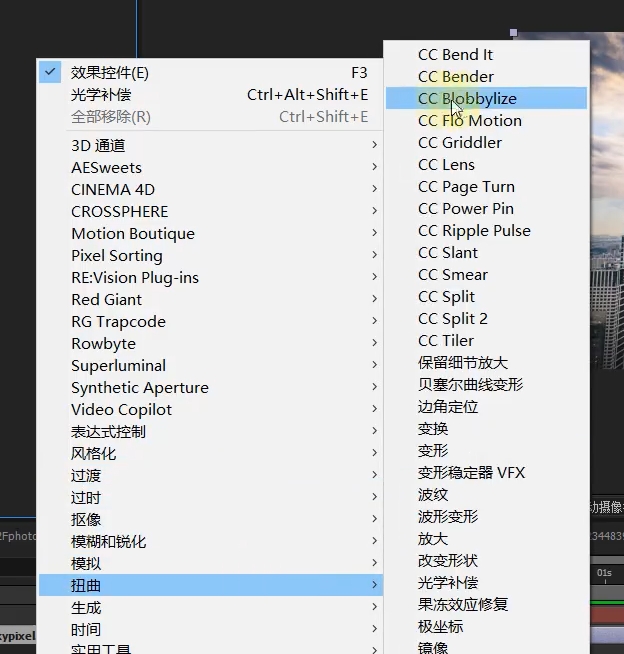 效果控件(E) F3
光学补偿 Ctrl+Alt+Shift+E
全部移除(R) Ctrl+Shift+E
3D 通道
AESweets
CINEMA 4D
CROSSPHERE
Motion Boutique
Pixel Sorting
RE:Vision Plug-ins
Red Giant
RG Trapcode
Rowbyte
Superluminal
Synthetic Aperture
Video Copilot
表达式控制
风格化
过渡
过时
抠像
模糊和锐化
模拟
扭曲
生成
时间
实用工具
CC Bend It
CC Bender
CC Blobbylize
CC Flo Motion
CC Griddler
CC Lens
CC Page Turn
CC Power Pin
CC Ripple Pulse
CC Slant
CC Smear
CC Split
CC Split 2
CC Tiler
保留细节放大
贝塞尔曲线变形
边角定位
变换
变形
变形稳定器 VFX
波纹
波形变形
放大
改变形状
光学补偿
果冻效应修复
极坐标
镜像
动摄像
2Fphoto
234483
01s
kypixel